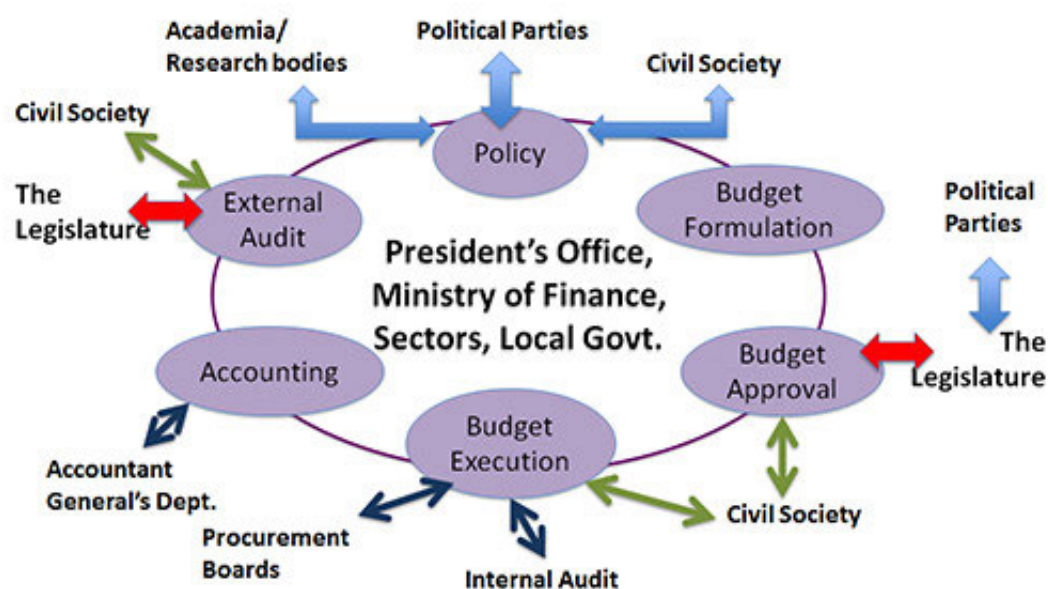 Academia/
Research bodies
Political Parties
Civil Society
Civil Society
Policy
The
Legislature
External
Audit
Budget
Formulation
Political
Parties
President’s Office,
Ministry of Finance,
Sectors, Local Govt.
Accounting
Budget
Approval
The
Legislature
Budget
Execution
Accountant
General’s Dept.
Procurement
Boards
Internal Audit
Civil Society